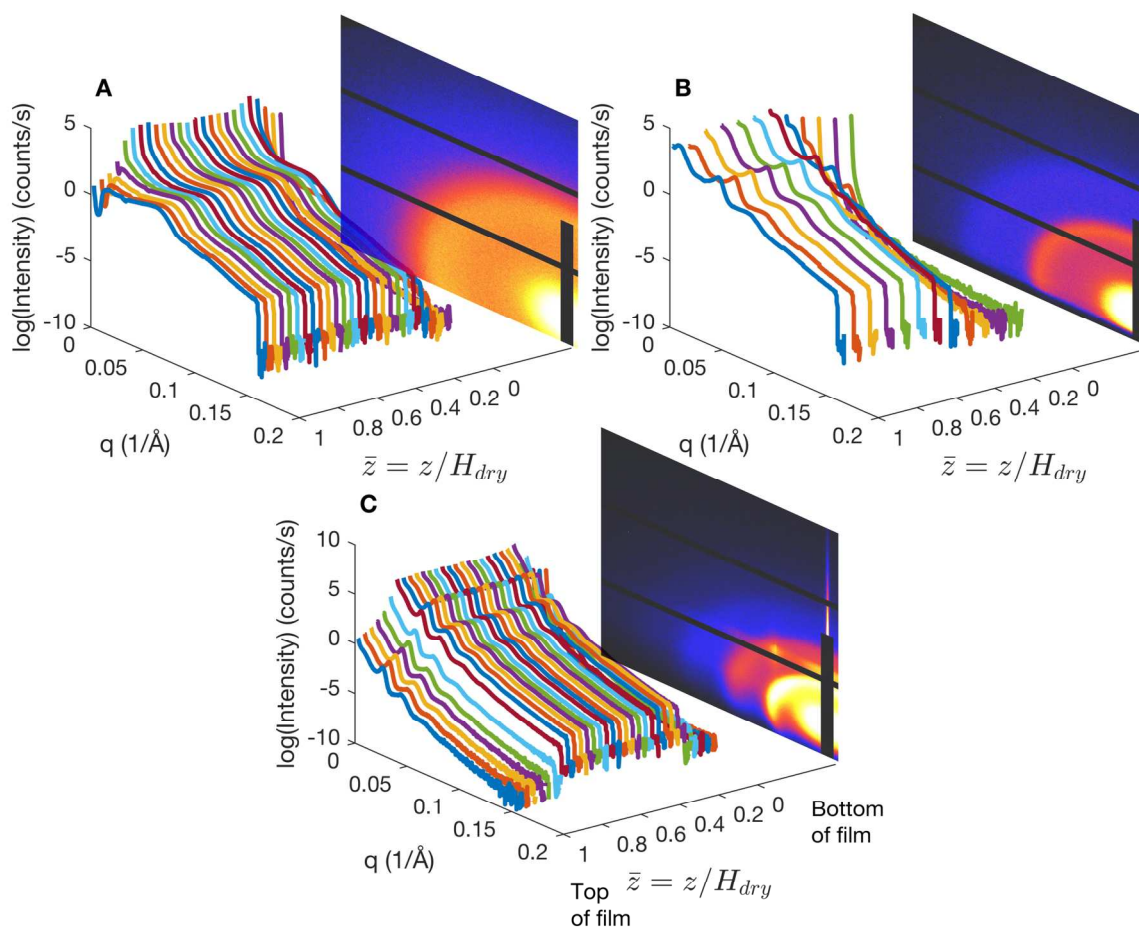 A
log(Intensity) (counts/s)
5
0
-5
-10
0
0.05
0.1
0.15
0.2
q (1/Å)
1
0.8
0.6
0.4
0.2
0
z̄ = z/H_dry
B
log(Intensity) (counts/s)
5
0
-5
-10
0
0.05
0.1
0.15
0.2
q (1/Å)
1
0.8
0.6
0.4
0.2
0
z̄ = z/H_dry
C
log(Intensity) (counts/s)
10
5
0
-5
-10
0
0.05
0.1
0.15
0.2
q (1/Å)
1
0.8
0.6
0.4
0.2
0
Bottom
of film
Top
of film
z̄ = z/H_dry